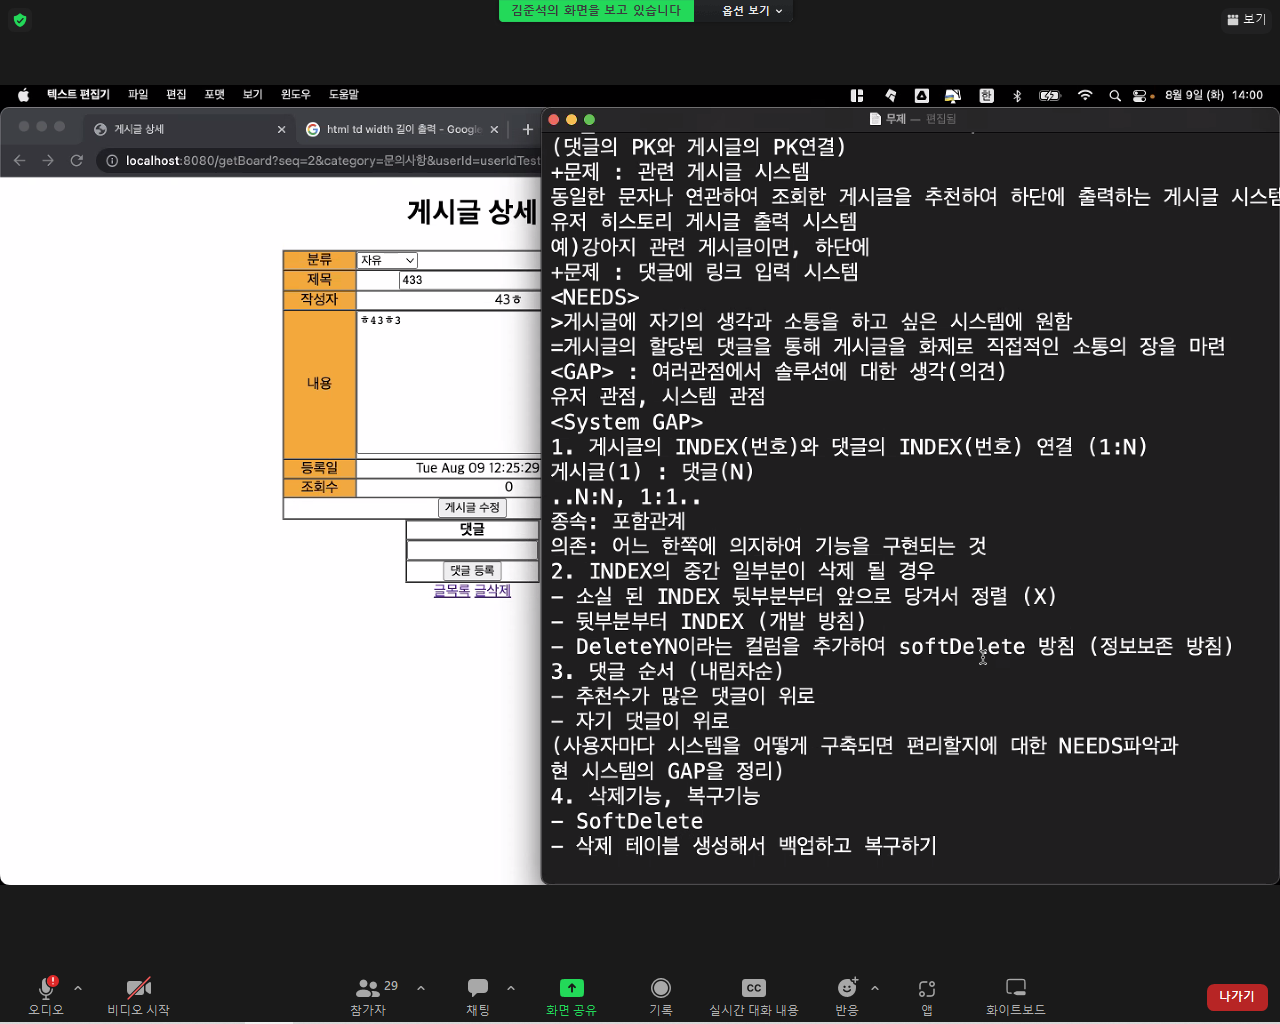 김준석의 화면을 보고 있습니다
옵션 보기
보기
텍스트 편집기 파일 편집 포맷 보기 윈도우 도움말
한
8월 9일 (화) 14:00
게시글 상세
html td width 길이 출력 - Google
무제 — 편집됨
localhost:8080/getBoard?seq=2&category=문의사항&userId=userIdTest
게시글 상세
분류 자유
제목 433
작성자 43ㅎ
내용 ㅎ43ㅎ3
등록일 Tue Aug 09 12:25:29
조회수 0
게시글 수정
댓글
댓글 등록
글목록 글삭제
(댓글의 PK와 게시글의 PK연결)
+문제 : 관련 게시글 시스템
동일한 문자나 연관하여 조회한 게시글을 추천하여 하단에 출력하는 게시글 시스템
유저 히스토리 게시글 출력 시스템
예)강아지 관련 게시글이면, 하단에
+문제 : 댓글에 링크 입력 시스템
<NEEDS>
>게시글에 자기의 생각과 소통을 하고 싶은 시스템에 원함
=게시글의 할당된 댓글을 통해 게시글을 화제로 직접적인 소통의 장을 마련
<GAP> : 여러관점에서 솔루션에 대한 생각(의견)
유저 관점, 시스템 관점
<System GAP>
1. 게시글의 INDEX(번호)와 댓글의 INDEX(번호) 연결 (1:N)
게시글(1) : 댓글(N)
..N:N, 1:1..
종속: 포함관계
의존: 어느 한쪽에 의지하여 기능을 구현되는 것
2. INDEX의 중간 일부분이 삭제 될 경우
- 소실 된 INDEX 뒷부분부터 앞으로 당겨서 정렬 (X)
- 뒷부분부터 INDEX (개발 방침)
- DeleteYN이라는 컬럼을 추가하여 softDelete 방침 (정보보존 방침)
3. 댓글 순서 (내림차순)
- 추천수가 많은 댓글이 위로
- 자기 댓글이 위로
(사용자마다 시스템을 어떻게 구축되면 편리할지에 대한 NEEDS파악과
현 시스템의 GAP을 정리)
4. 삭제기능, 복구기능
- SoftDelete
- 삭제 테이블 생성해서 백업하고 복구하기
29
CC
오디오 비디오 시작 참가자 채팅 화면 공유 기록 실시간 대화 내용 반응 앱 화이트보드
나가기